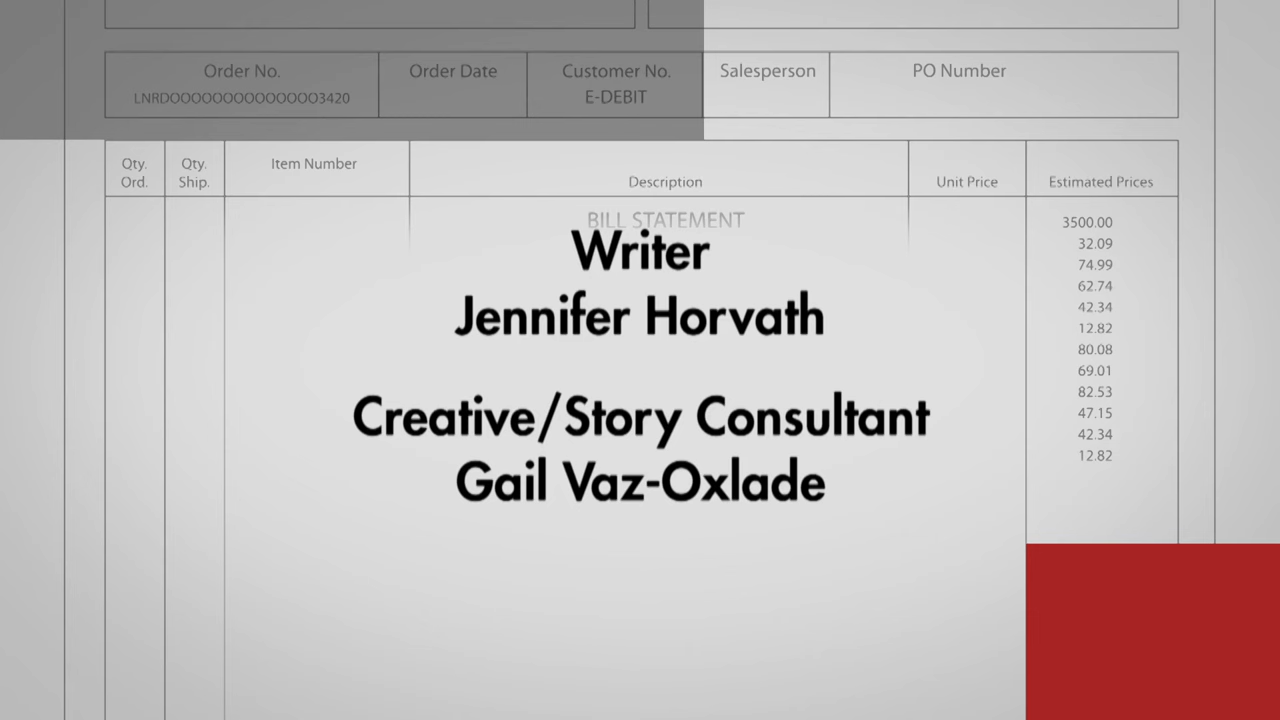 Order No.
Order Date
Customer No.
Salesperson
PO Number
LNRDOOOOOOOOOOOOOO3420
E-DEBIT
Qty.
Ord.
Qty.
Ship.
Item Number
Description
Unit Price
Estimated Prices
BILL STATEMENT
Writer
Jennifer Horvath
Creative/Story Consultant
Gail Vaz-Oxlade
3500.00
32.09
74.99
62.74
42.34
12.82
80.08
69.01
82.53
47.15
42.34
12.82